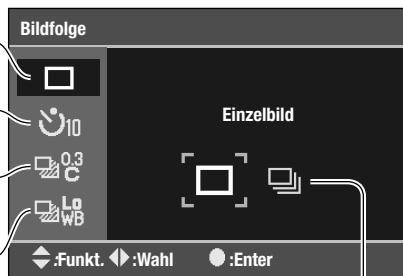 Bildfolge
10
0.3
C
Lo
WB
Einzelbild
:Funkt. :Wahl :Enter